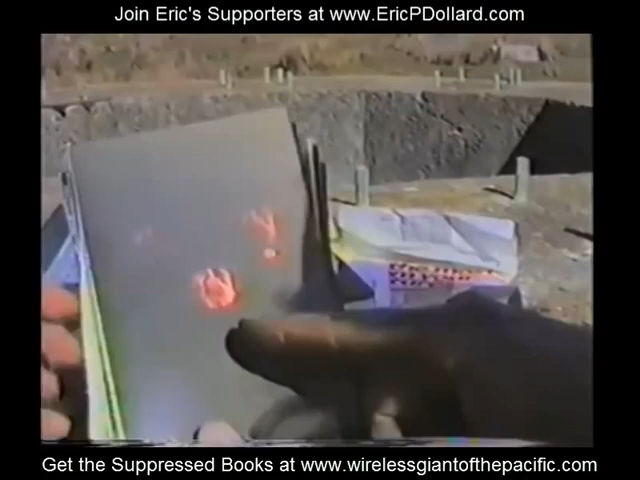 Join Eric's Supporters at www.EricPDollard.com
Get the Suppressed Books at www.wirelessgiantofthepacific.com